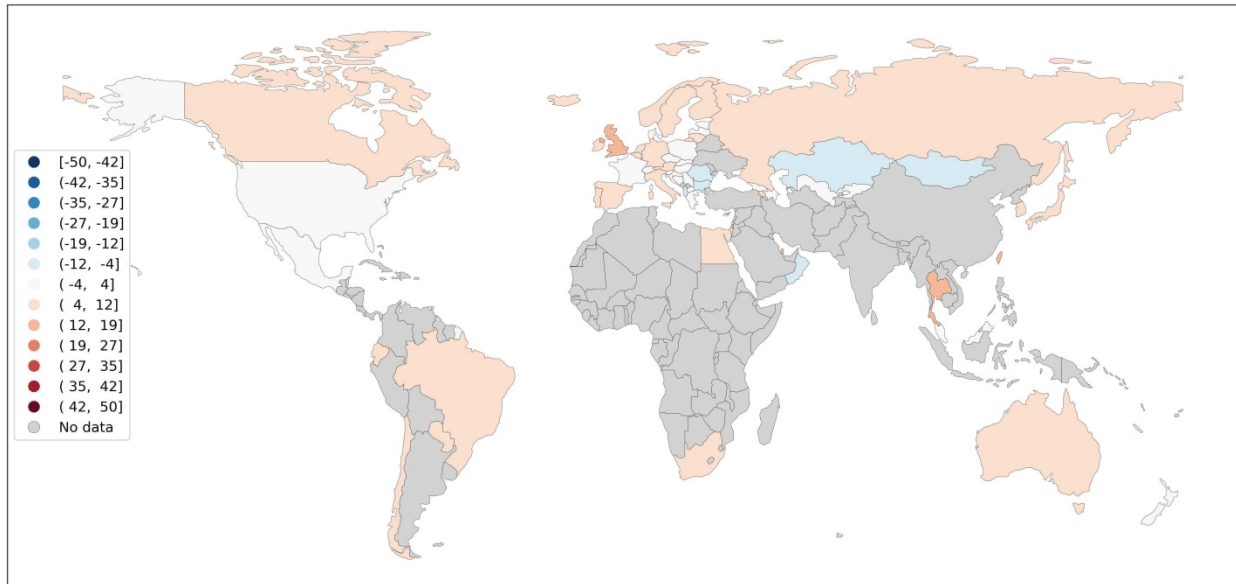 [-50, -42]
(-42, -35]
(-35, -27]
(-27, -19]
(-19, -12]
(-12, -4]
( -4, 4]
( 4, 12]
( 12, 19]
( 19, 27]
( 27, 35]
( 35, 42]
( 42, 50]
No data